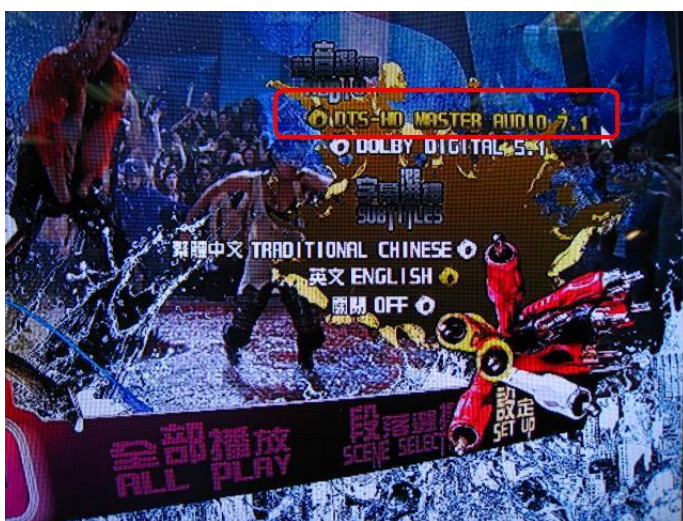 聲音選擇
AUDIO
DTS-HD MASTER AUDIO 7.1
DOLBY DIGITAL 5.1
字幕選擇
SUBTITLES
繁體中文 TRADITIONAL CHINESE
英文 ENGLISH
關閉 OFF
全部播放
ALL PLAY
段落選
SCENE SELECT
設定
SET UP